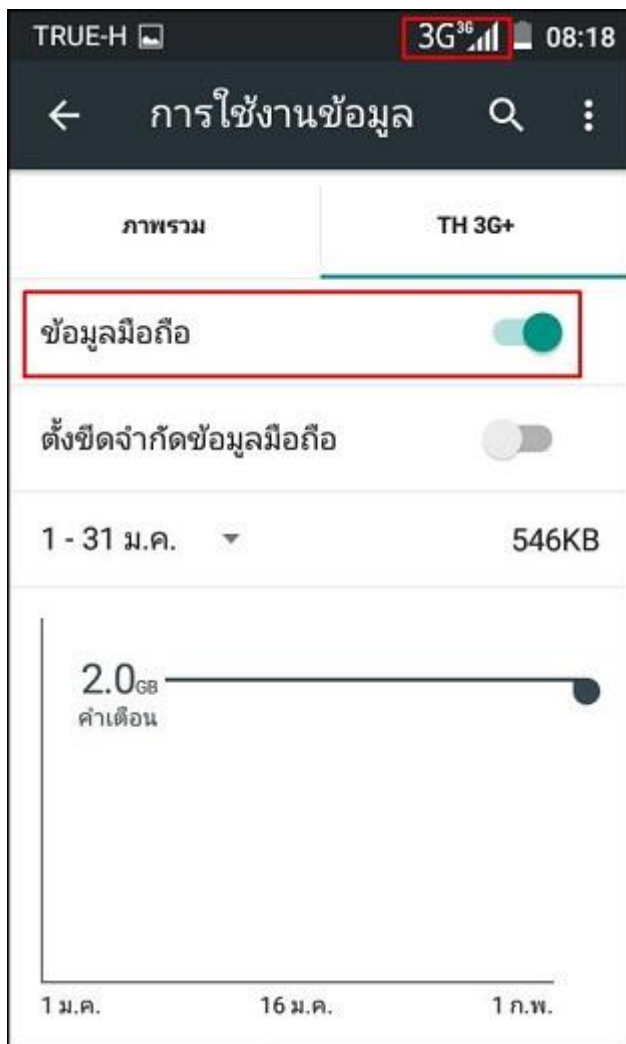 TRUE-H 3G 3G 08:18
การใช้งานข้อมูล
ภาพรวม TH 3G+
ข้อมูลมือถือ
ตั้งขีดจำกัดข้อมูลมือถือ
1 - 31 ม.ค. 546KB
2.0GB
คำเตือน
1 ม.ค. 16 ม.ค. 1 ก.พ.